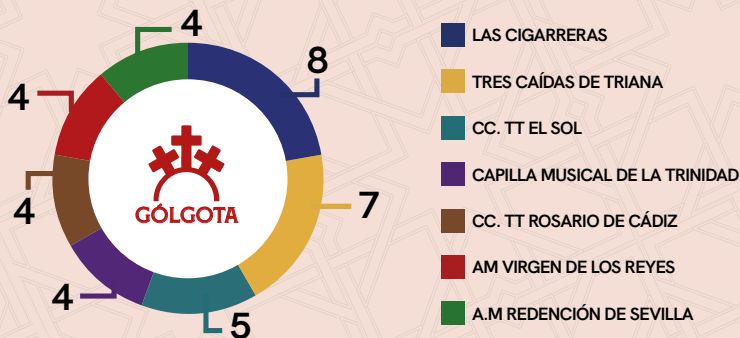 4
8
4
7
4
4
5
GÓLGOTA
LAS CIGARRERAS
TRES CAÍDAS DE TRIANA
CC. TT EL SOL
CAPILLA MUSICAL DE LA TRINIDAD
CC. TT ROSARIO DE CÁDIZ
AM VIRGEN DE LOS REYES
A.M REDENCIÓN DE SEVILLA